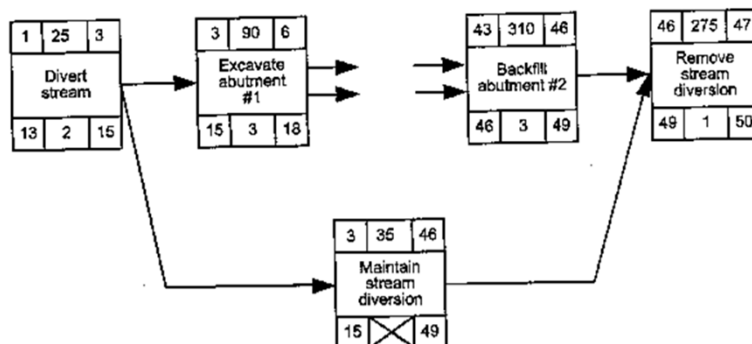 1 25 3
Divert
stream
13 2 15
3 90 6
Excavate
abutment
#1
15 3 18
43 310 46
Backfill
abutment #2
46 3 49
46 275 47
Remove
stream
diversion
49 1 50
3 35 46
Maintain
stream
diversion
15 49